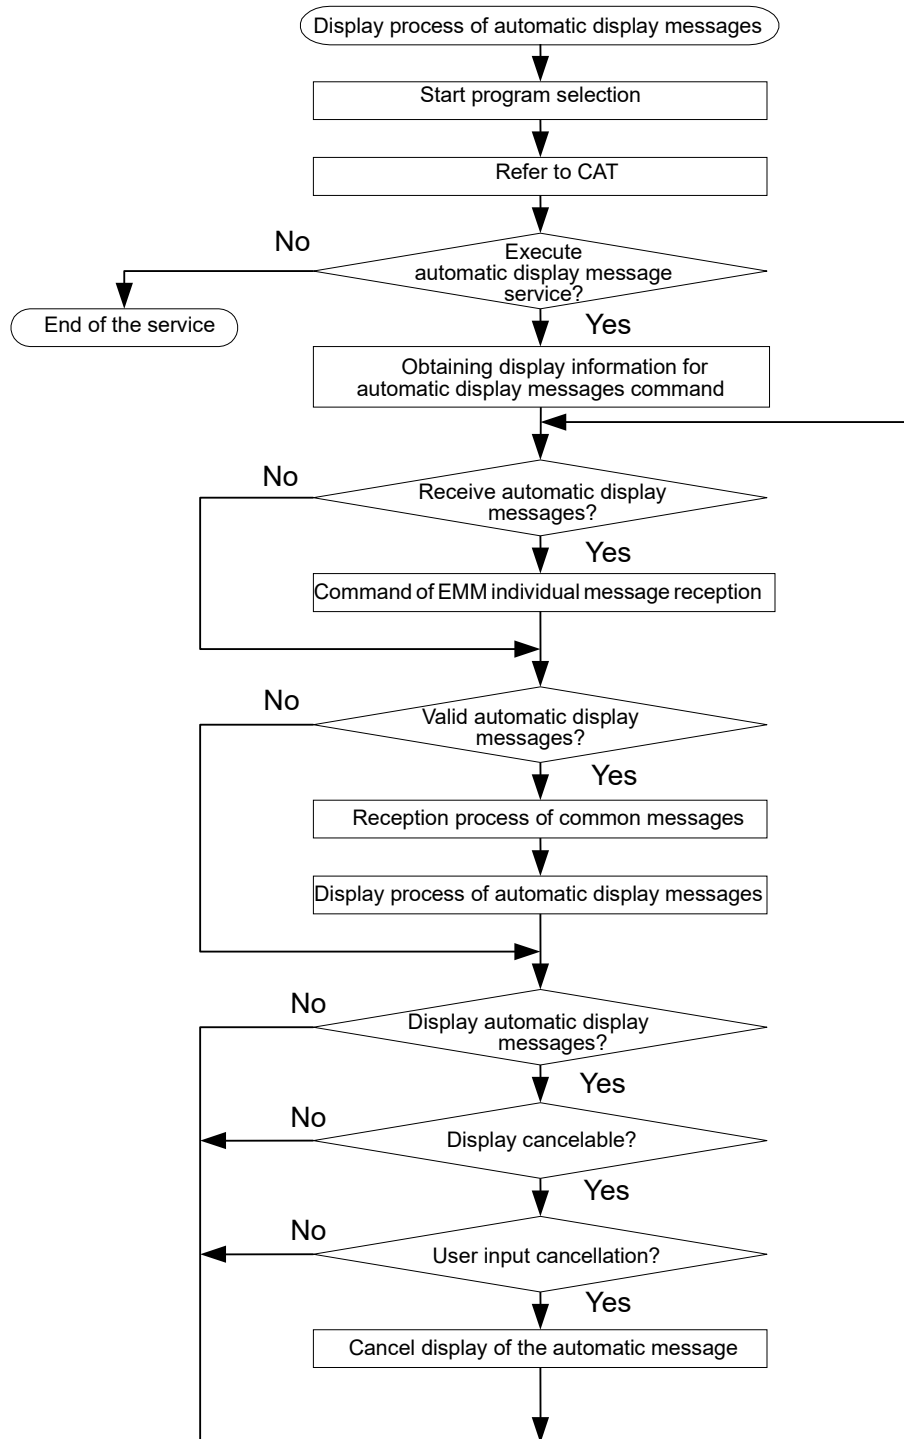 Display process of automatic display messages
Start program selection
Refer to CAT
No
Execute
automatic display message
service?
End of the service
Yes
Obtaining display information for
automatic display messages command
No
Receive automatic display
messages?
Yes
Command of EMM individual message reception
No
Valid automatic display
messages?
Yes
Reception process of common messages
Display process of automatic display messages
No
Display automatic display
messages?
Yes
No
Display cancelable?
Yes
No
User input cancellation?
Yes
Cancel display of the automatic message